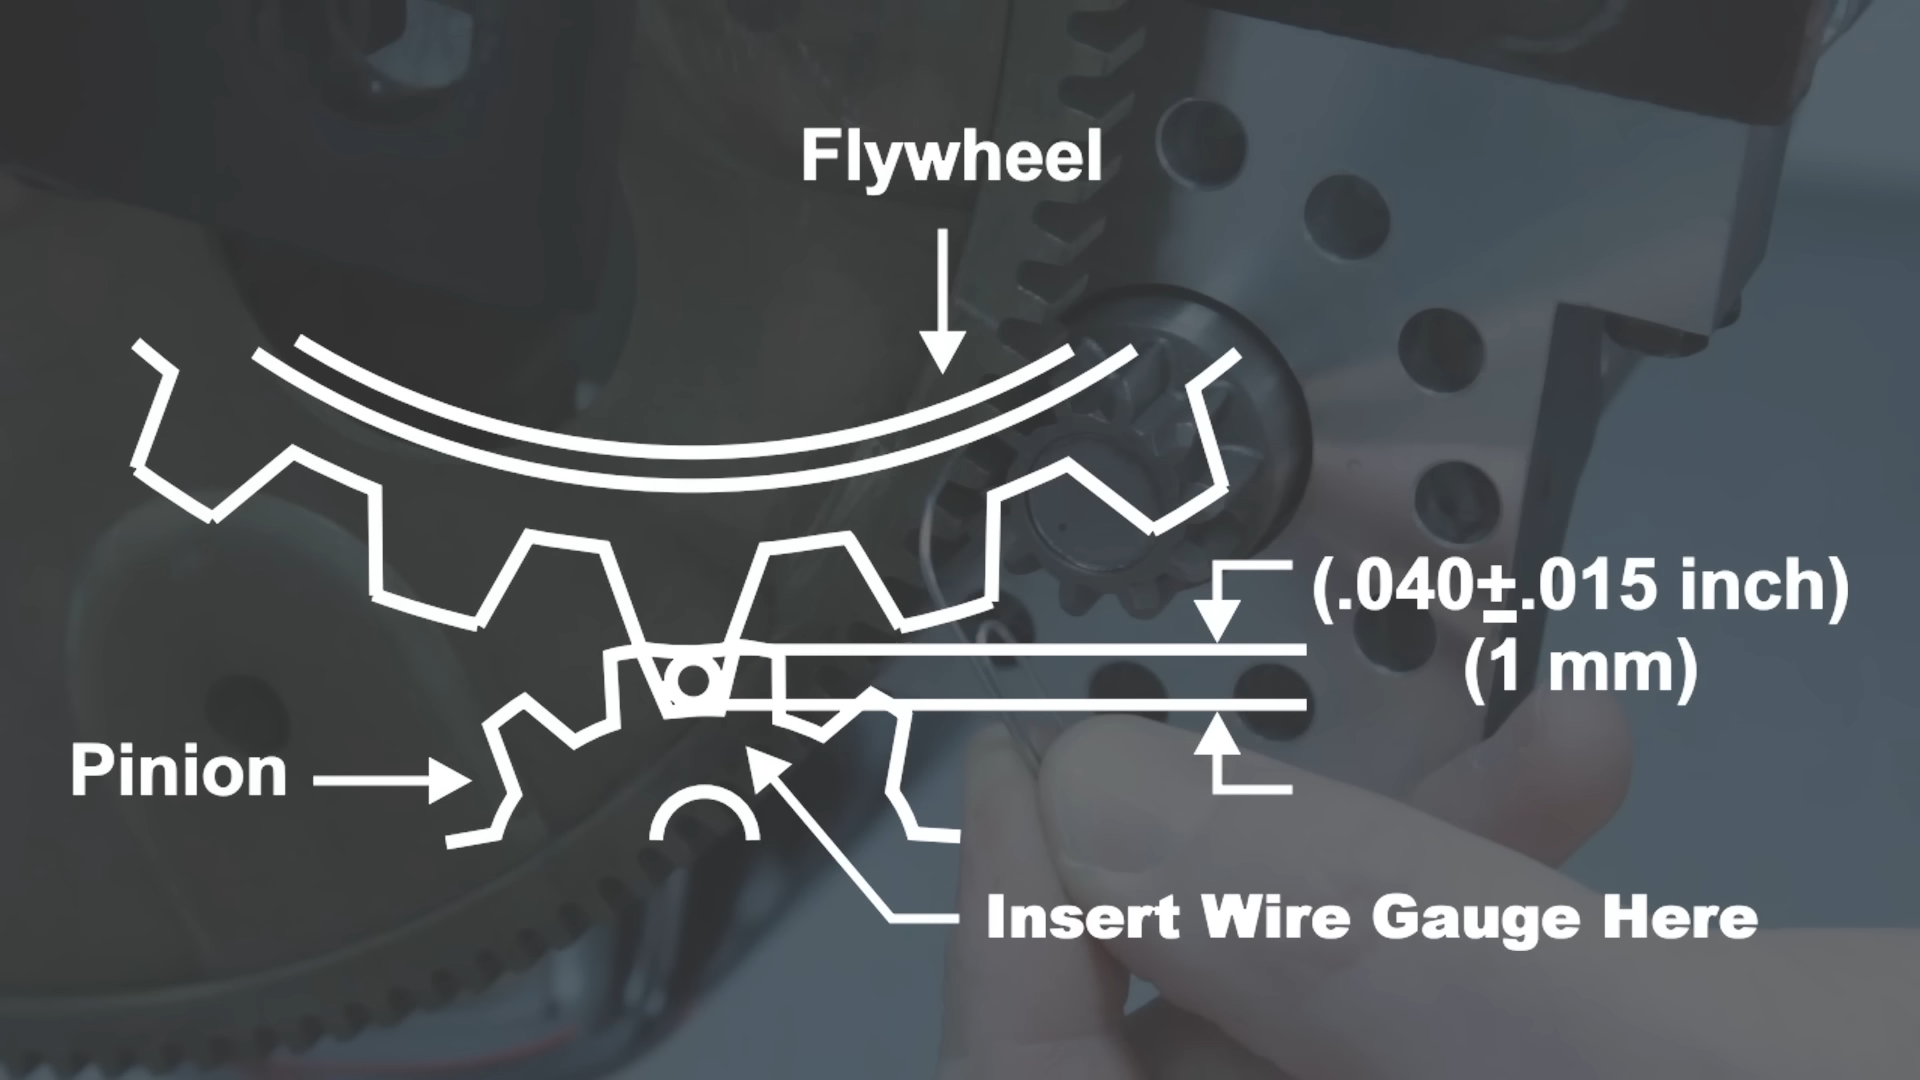 Flywheel
(.040±.015 inch)
(1 mm)
Pinion
Insert Wire Gauge Here